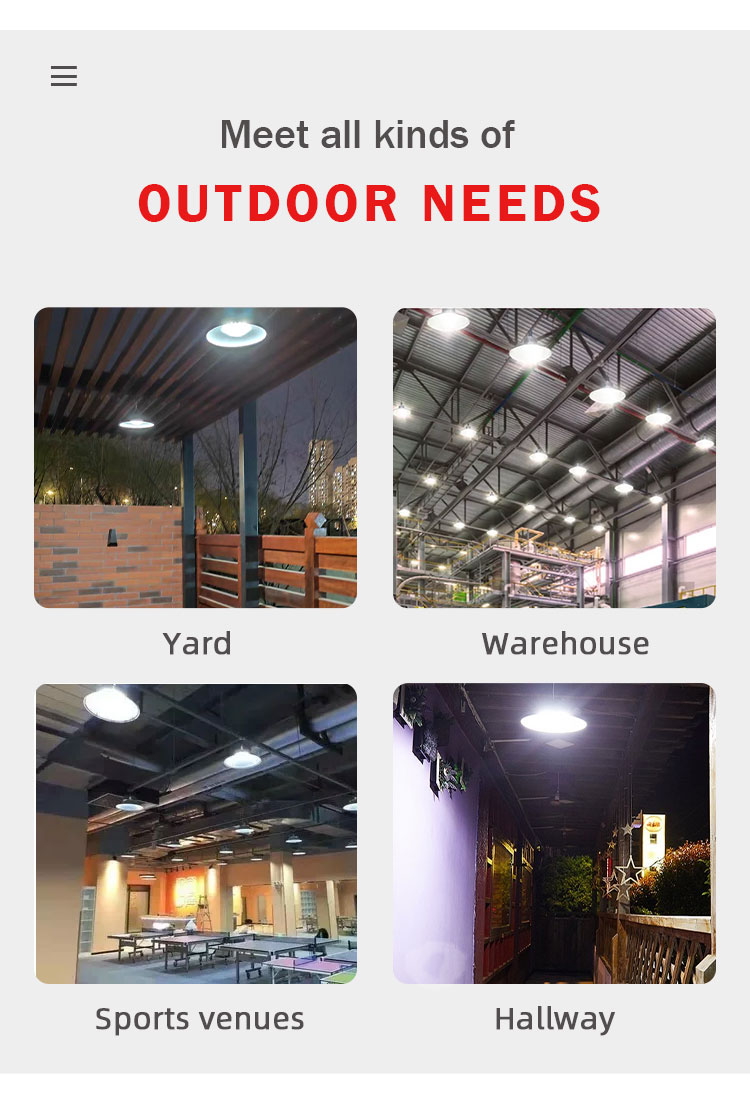 Meet all kinds of
OUTDOOR NEEDS
Yard
Warehouse
Sports venues
Hallway